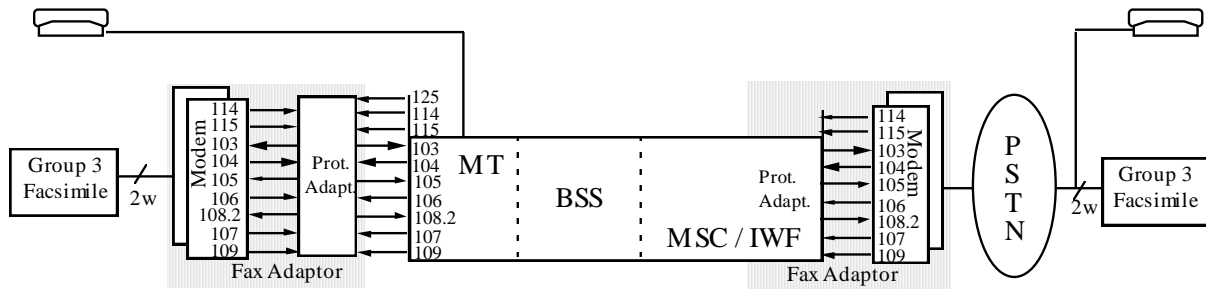 Group 3
Facsimile
2w
Modem
114
115
103
104
105
106
108.2
107
109
Prot.
Adapt.
Fax Adaptor
125
114
115
103
104
105
106
108.2
107
109
MT
BSS
MSC / IWF
Prot.
Adapt.
Fax Adaptor
114
115
103
104
105
106
108.2
107
109
Modem
PSTN
2w
Group 3
Facsimile